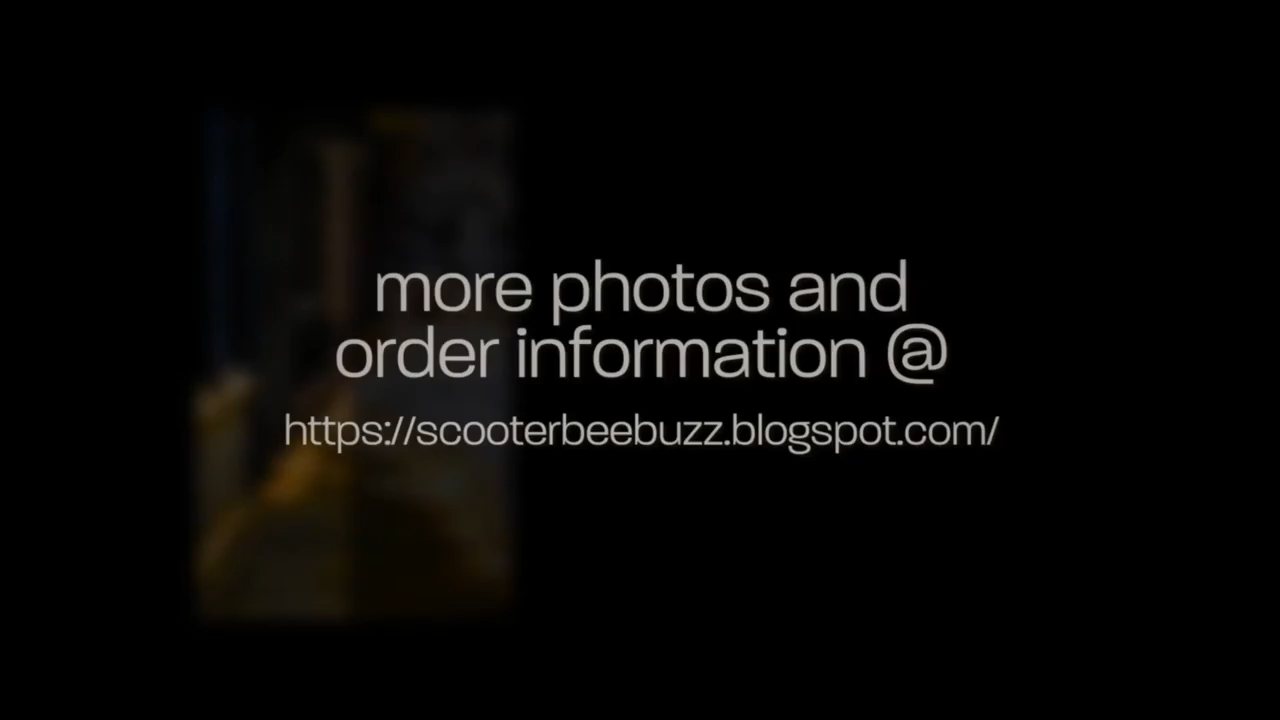 more photos and
order information @
https://scooterbeebuzz.blogspot.com/